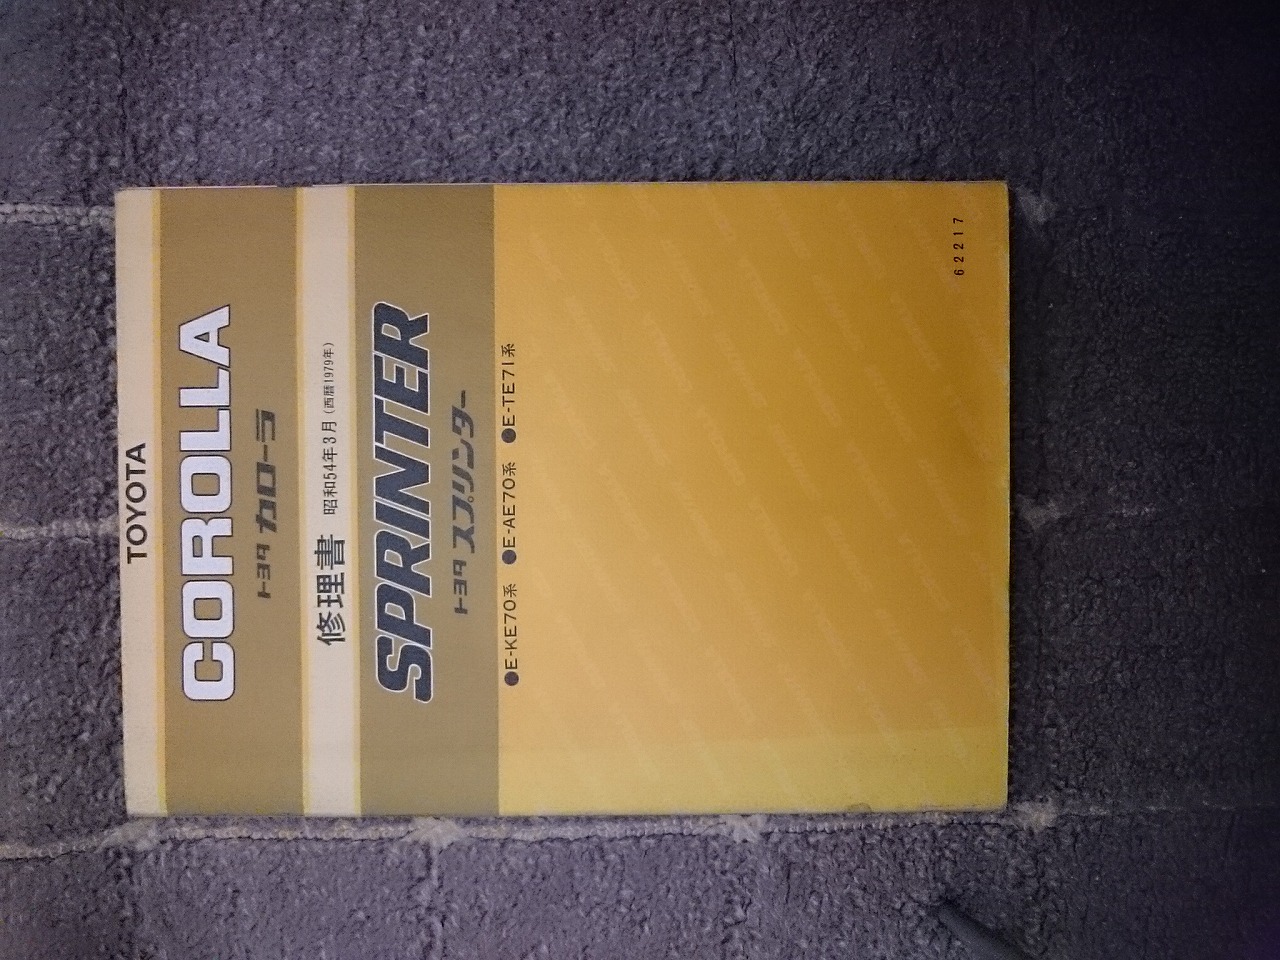 TOYOTA
COROLLA
トヨタ カローラ
修理書 昭和54年3月(西暦1979年)
SPRINTER
トヨタ スプリンター
●E-KE70系 ●E-AE70系 ●E-TE71系
62217